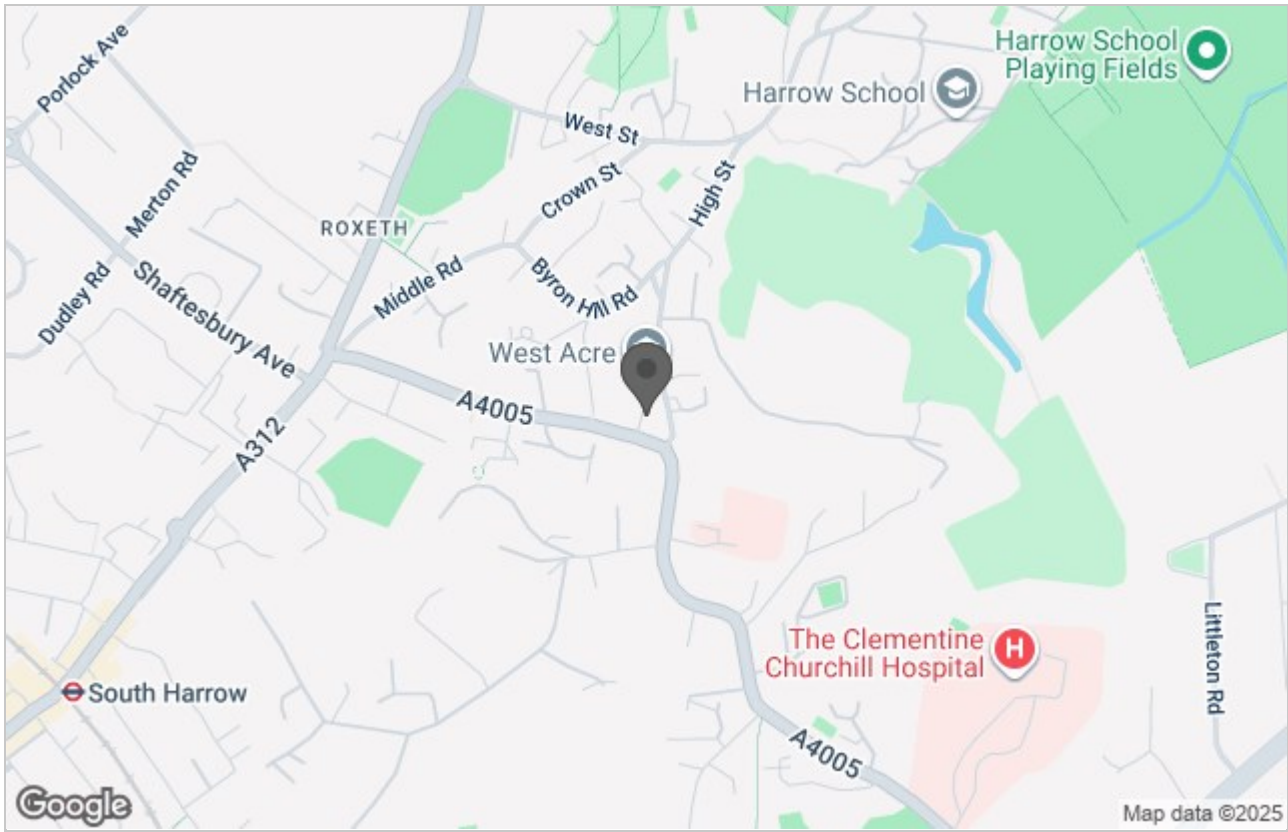 Porlock Ave
Harrow School
Playing Fields
Harrow School
West St
Merton Rd
Crown St
High St
ROXETH
Dudley Rd
Shaftesbury Ave
Middle Rd
Byron Hill Rd
West Acre
A4005
A312
The Clementine
Churchill Hospital
H
Littleton Rd
South Harrow
A4005
Google
Map data ©2025